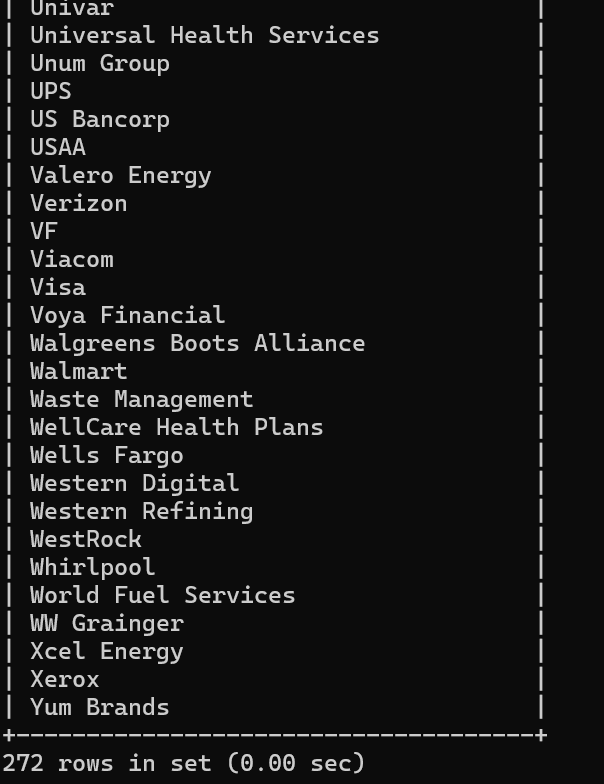 | Univar |
| Universal Health Services |
| Unum Group |
| UPS |
| US Bancorp |
| USAA |
| Valero Energy |
| Verizon |
| VF |
| Viacom |
| Visa |
| Voya Financial |
| Walgreens Boots Alliance |
| Walmart |
| Waste Management |
| WellCare Health Plans |
| Wells Fargo |
| Western Digital |
| Western Refining |
| WestRock |
| Whirlpool |
| World Fuel Services |
| WW Grainger |
| Xcel Energy |
| Xerox |
| Yum Brands |
+-------------------------------------+
272 rows in set (0.00 sec)